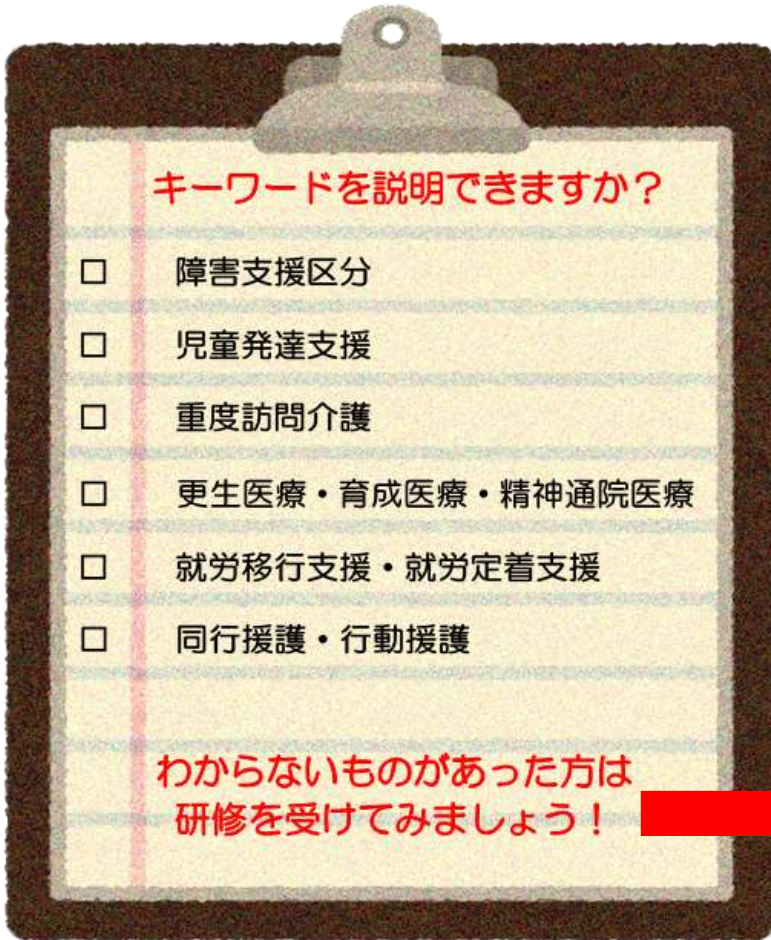 キーワードを説明できますか？
□ 障害支援区分
□ 児童発達支援
□ 重度訪問介護
□ 更生医療・育成医療・精神通院医療
□ 就労移行支援・就労定着支援
□ 同行援護・行動援護
わからないものがあった方は
研修を受けてみましょう！